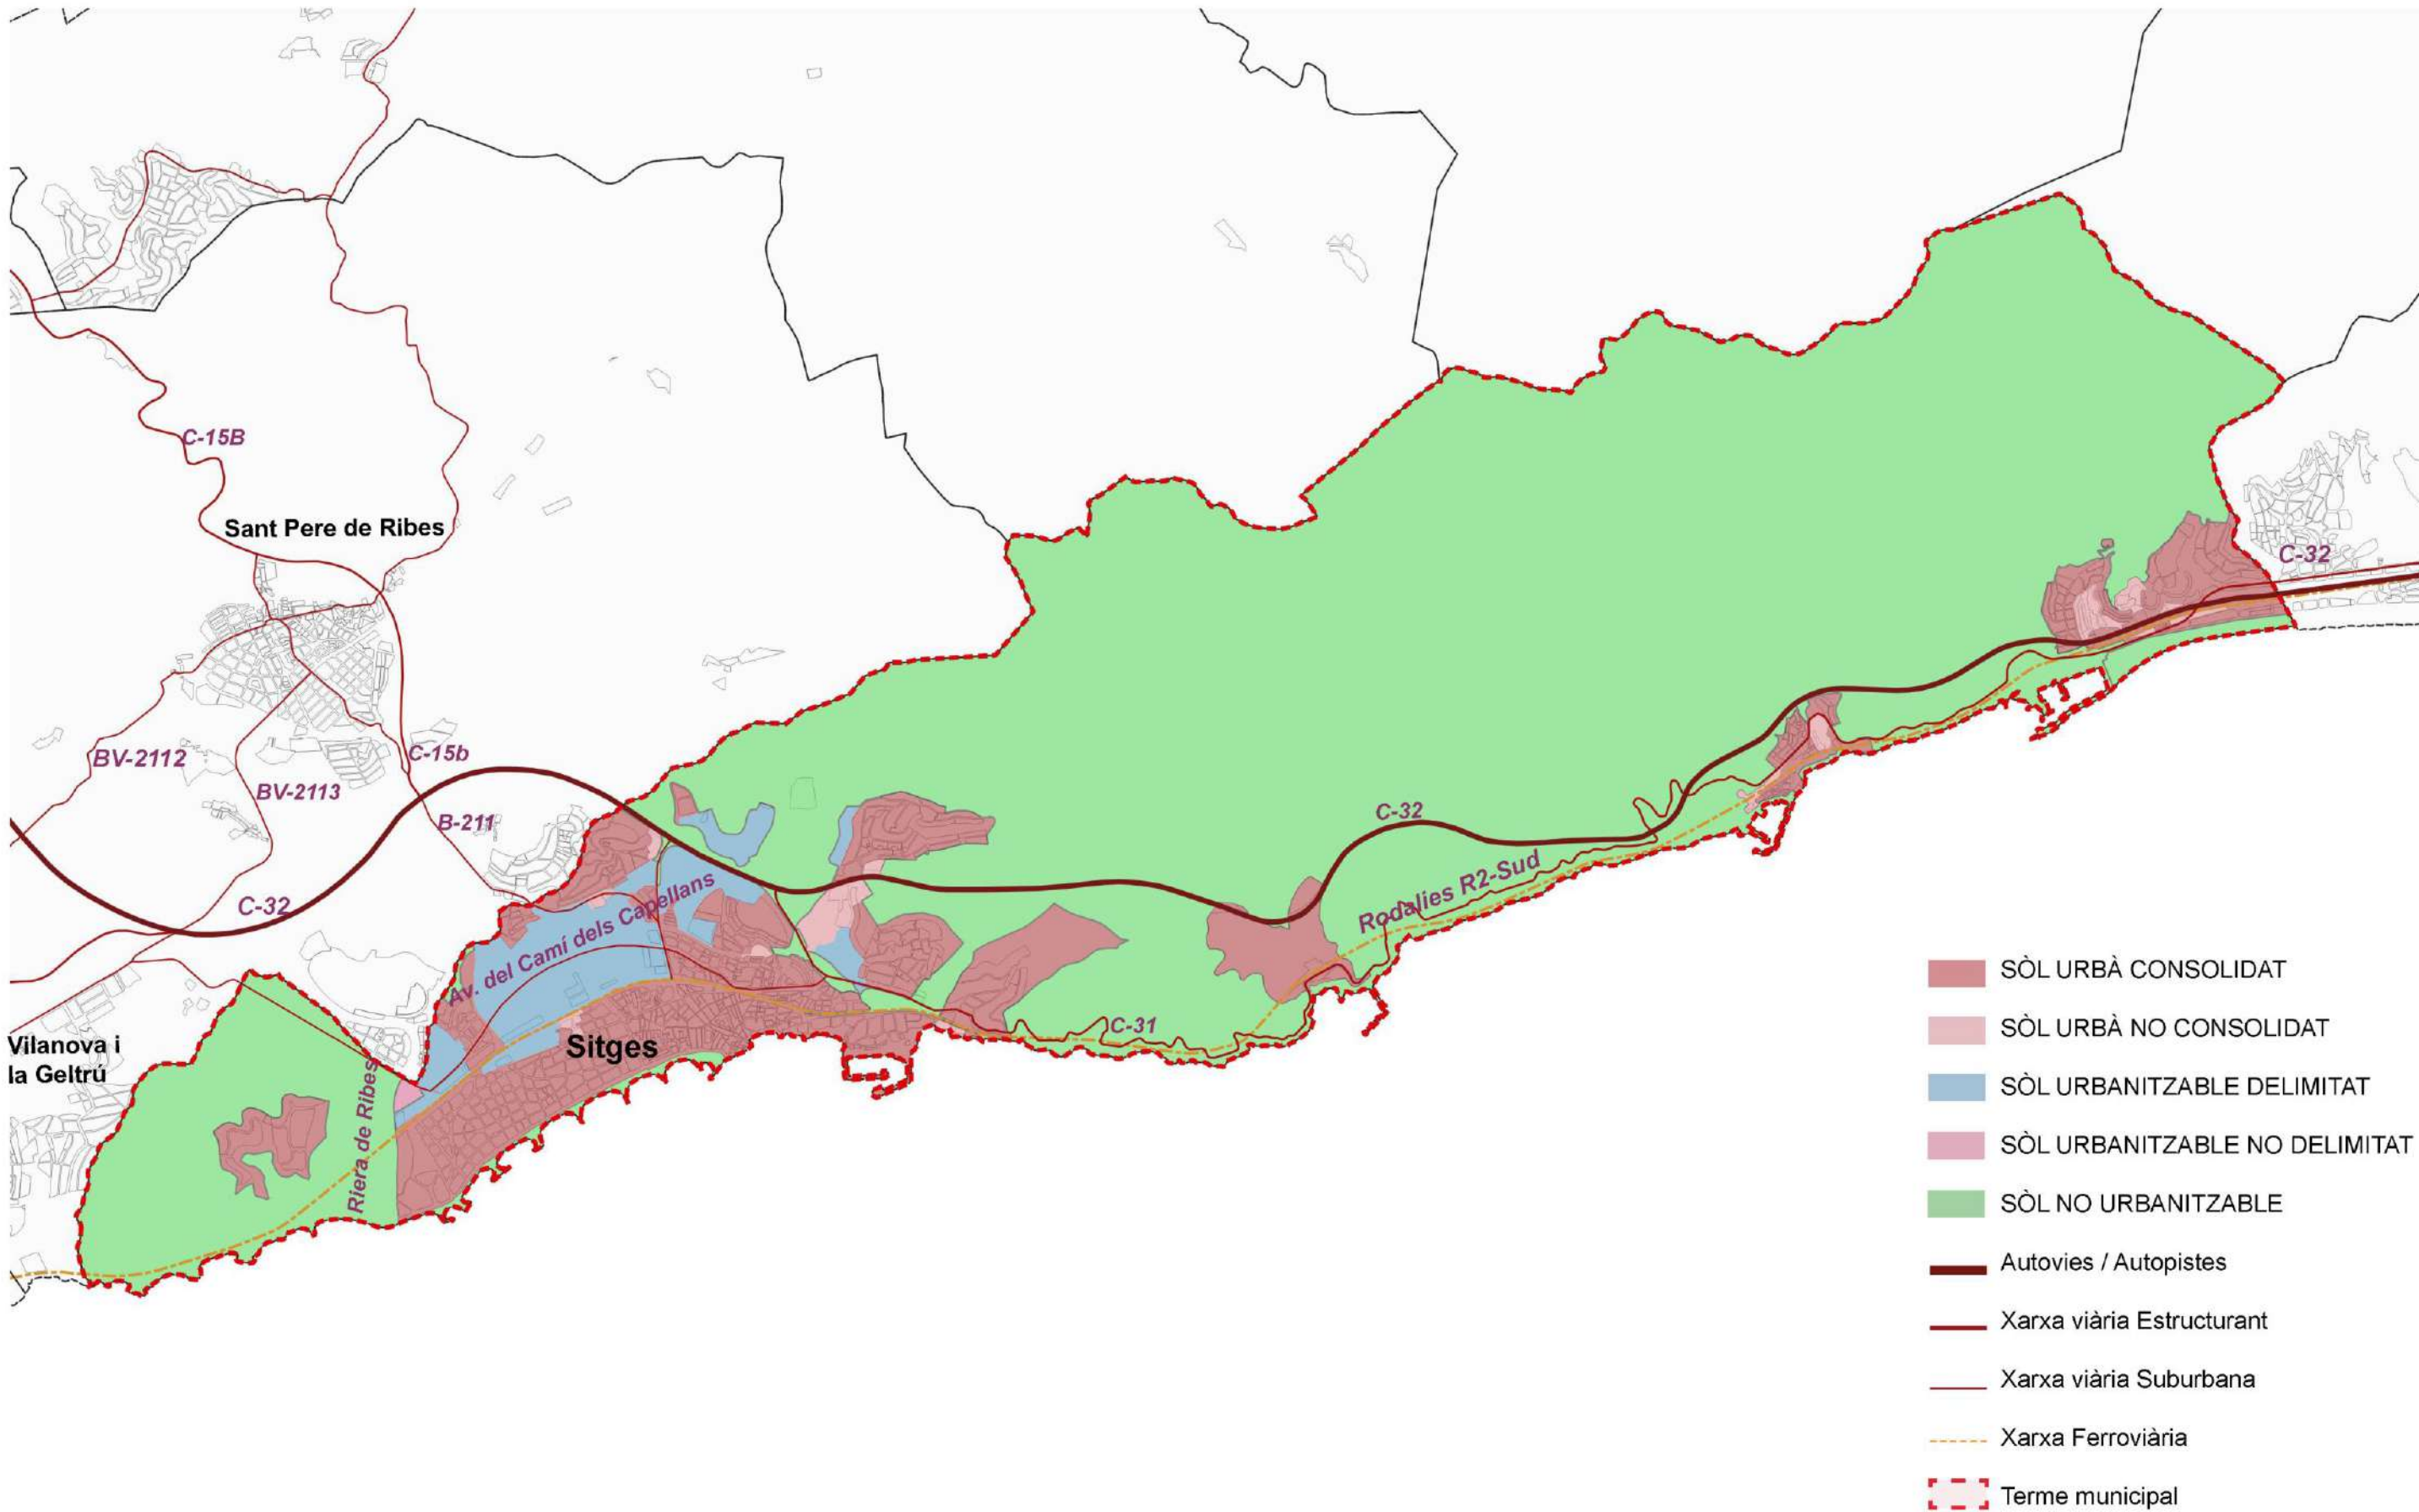 C-15B
Sant Pere de Ribes
C-32
BV-2112
C-15b
BV-2113
B-211
C-32
C-32
Rodalies R2-Sud
Av. del Camí dels Capellans
C-31
Vilanova i
la Geltrú
Sitges
Riera de Ribes
SÒL URBÀ CONSOLIDAT
SÒL URBÀ NO CONSOLIDAT
SÒL URBANITZABLE DELIMITAT
SÒL URBANITZABLE NO DELIMITAT
SÒL NO URBANITZABLE
Autovies / Autopistes
Xarxa viària Estructurant
Xarxa viària Suburbana
Xarxa Ferroviària
Terme municipal